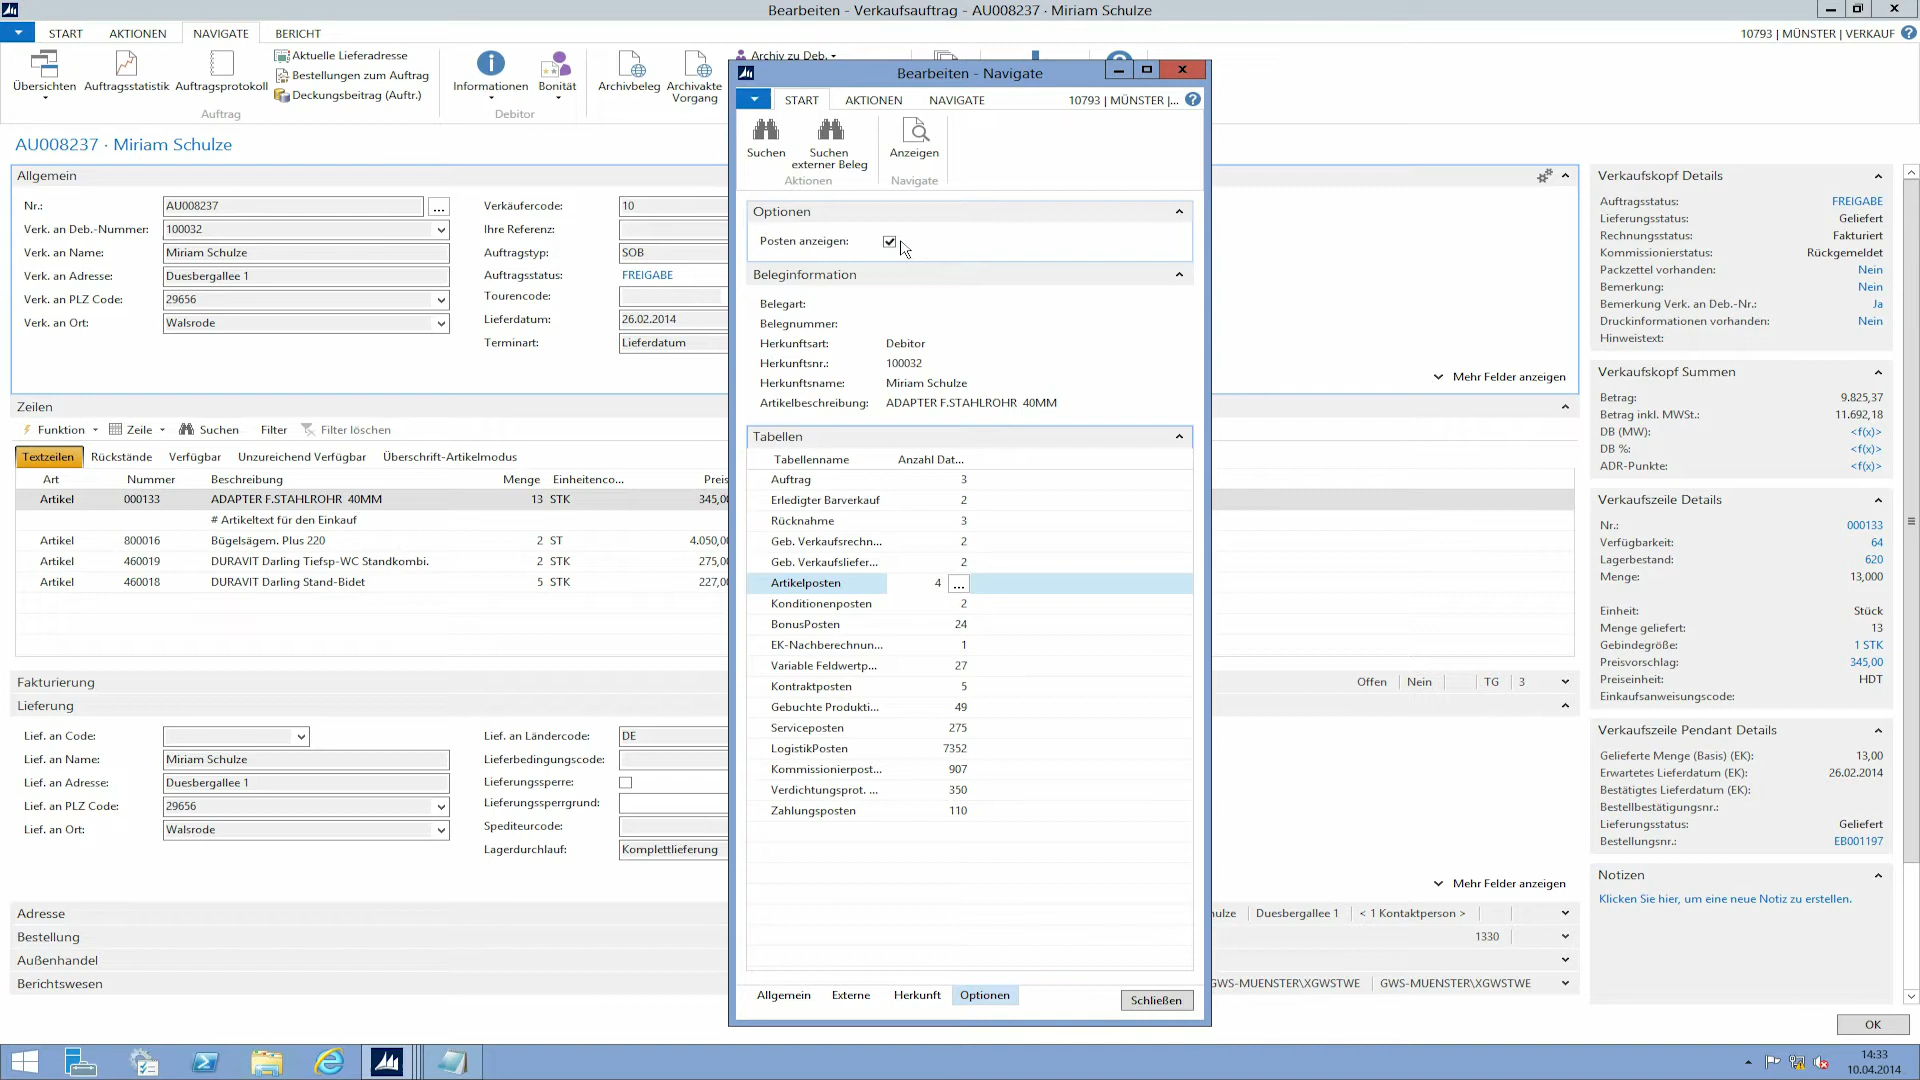 Bearbeiten - Verkaufsauftrag - AU008237 · Miriam Schulze
START AKTIONEN NAVIGATE BERICHT
10793 | MÜNSTER | VERKAUF
Übersichten
Auftragsstatistik
Auftragsprotokoll
Aktuelle Lieferadresse
Bestellungen zum Auftrag
Deckungsbeitrag (Auftr.)
Auftrag
Informationen
Bonität
Debitor
Archivbeleg
Archivakte Vorgang
Archiv zu Deb.
AU008237 · Miriam Schulze
Allgemein
Nr.: AU008237
Verk. an Deb.-Nummer: 100032
Verk. an Name: Miriam Schulze
Verk. an Adresse: Duesbergallee 1
Verk. an PLZ Code: 29656
Verk. an Ort: Walsrode
Verkäufercode: 10
Ihre Referenz:
Auftragstyp: SOB
Auftragsstatus: FREIGABE
Tourencode:
Lieferdatum: 26.02.2014
Terminart: Lieferdatum
Mehr Felder anzeigen
Zeilen
Funktion Zeile Suchen Filter Filter löschen
Textzeilen Rückstände Verfügbar Unzureichend Verfügbar Überschrift-Artikelmodus
Art Nummer Beschreibung Menge Einheitenco... Preis
Artikel 000133 ADAPTER F.STAHLROHR 40MM 13 STK 345,00
# Artikeltext für den Einkauf
Artikel 800016 Bügelsägem. Plus 220 2 ST 4.050,00
Artikel 460019 DURAVIT Darling Tiefsp-WC Standkombi. 2 STK 275,00
Artikel 460018 DURAVIT Darling Stand-Bidet 5 STK 227,00
Fakturierung
Offen Nein TG 3
Lieferung
Lief. an Code:
Lief. an Name: Miriam Schulze
Lief. an Adresse: Duesbergallee 1
Lief. an PLZ Code: 29656
Lief. an Ort: Walsrode
Lief. an Ländercode: DE
Lieferbedingungscode:
Lieferungssperre:
Lieferungssperrgrund:
Spediteurcode:
Lagerdurchlauf: Komplettlieferung
Mehr Felder anzeigen
Adresse
hulze Duesbergallee 1 < 1 Kontaktperson >
Bestellung
1330
Außenhandel
Berichtswesen
GWS-MUENSTER\XGWSTWE GWS-MUENSTER\XGWSTWE
Bearbeiten - Navigate
START AKTIONEN NAVIGATE
10793 | MÜNSTER |...
Suchen
Suchen externer Beleg
Aktionen
Anzeigen
Navigate
Optionen
Posten anzeigen:
Beleginformation
Belegart:
Belegnummer:
Herkunftsart: Debitor
Herkunftsnr.: 100032
Herkunftsname: Miriam Schulze
Artikelbeschreibung: ADAPTER F.STAHLROHR 40MM
Tabellen
Tabellenname Anzahl Dat...
Auftrag 3
Erledigter Barverkauf 2
Rücknahme 3
Geb. Verkaufsrechn... 2
Geb. Verkaufsliefer... 2
Artikelposten 4 ...
Konditionenposten 2
BonusPosten 24
EK-Nachberechnun... 1
Variable Feldwertp... 27
Kontraktposten 5
Gebuchte Produkti... 49
Serviceposten 275
LogistikPosten 7352
Kommissionierpost... 907
Verdichtungsprot. ... 350
Zahlungsposten 110
Allgemein Externe Herkunft Optionen
Schließen
Verkaufskopf Details
Auftragsstatus: FREIGABE
Lieferungsstatus: Geliefert
Rechnungsstatus: Fakturiert
Kommissionierstatus: Rückgemeldet
Packzettel vorhanden: Nein
Bemerkung: Nein
Bemerkung Verk. an Deb.-Nr.: Ja
Druckinformationen vorhanden: Nein
Hinweistext:
Verkaufskopf Summen
Betrag: 9.825,37
Betrag inkl. MWSt.: 11.692,18
DB (MW): <f(x)>
DB %: <f(x)>
ADR-Punkte: <f(x)>
Verkaufszeile Details
Nr.: 000133
Verfügbarkeit: 64
Lagerbestand: 620
Menge: 13,000
Einheit: Stück
Menge geliefert: 13
Gebindegröße: 1 STK
Preisvorschlag: 345,00
Preiseinheit: HDT
Einkaufsanweisungscode:
Verkaufszeile Pendant Details
Gelieferte Menge (Basis) (EK): 13,00
Erwartetes Lieferdatum (EK): 26.02.2014
Bestätigtes Lieferdatum (EK):
Bestellbestätigungsnr.:
Lieferungsstatus: Geliefert
Bestellungsnr.: EB001197
Notizen
Klicken Sie hier, um eine neue Notiz zu erstellen.
OK
14:33
10.04.2014